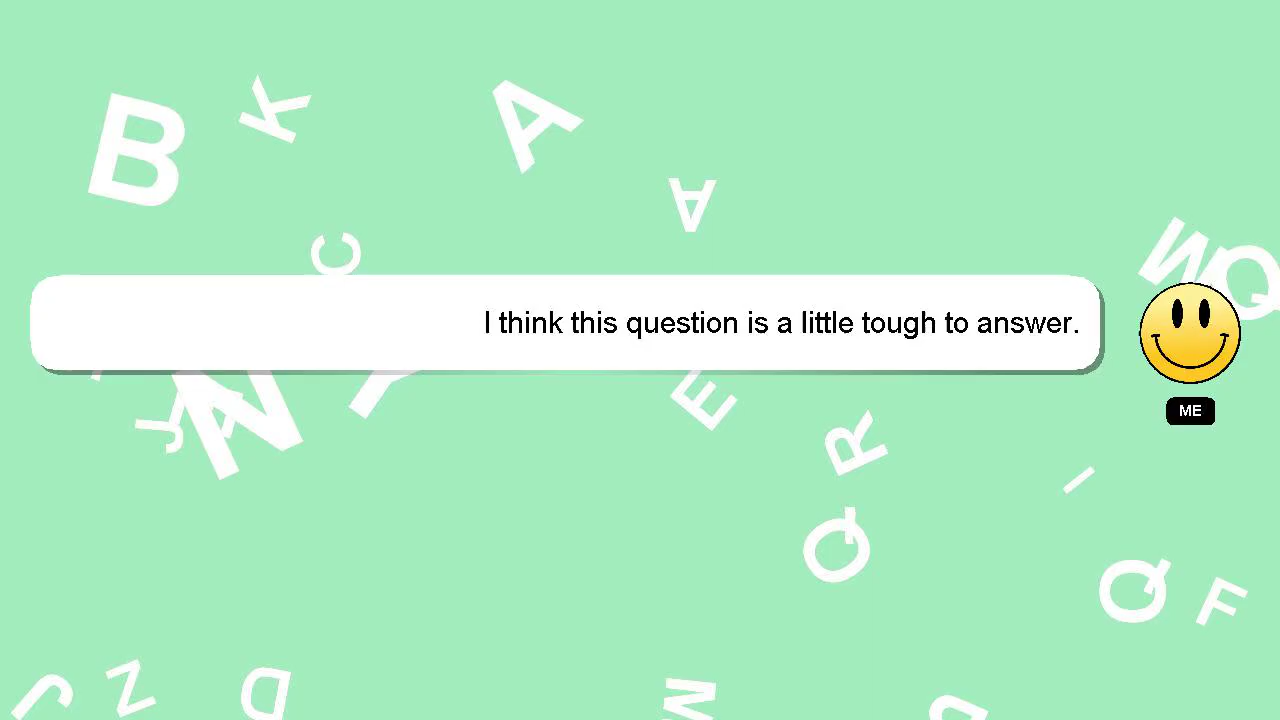 B
K
A
A
C
M
Q
I think this question is a little tough to answer.
ME
J
A
N
Y
E
R
I
Q
Q
F
J
Z
D
M